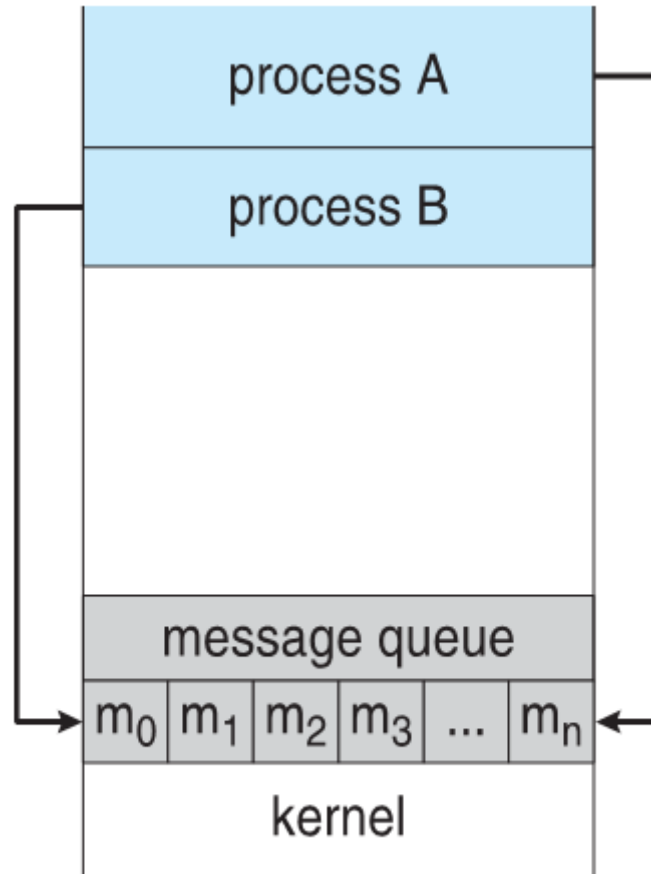 process A
process B
message queue
m0 m1 m2 m3 ... mn
kernel